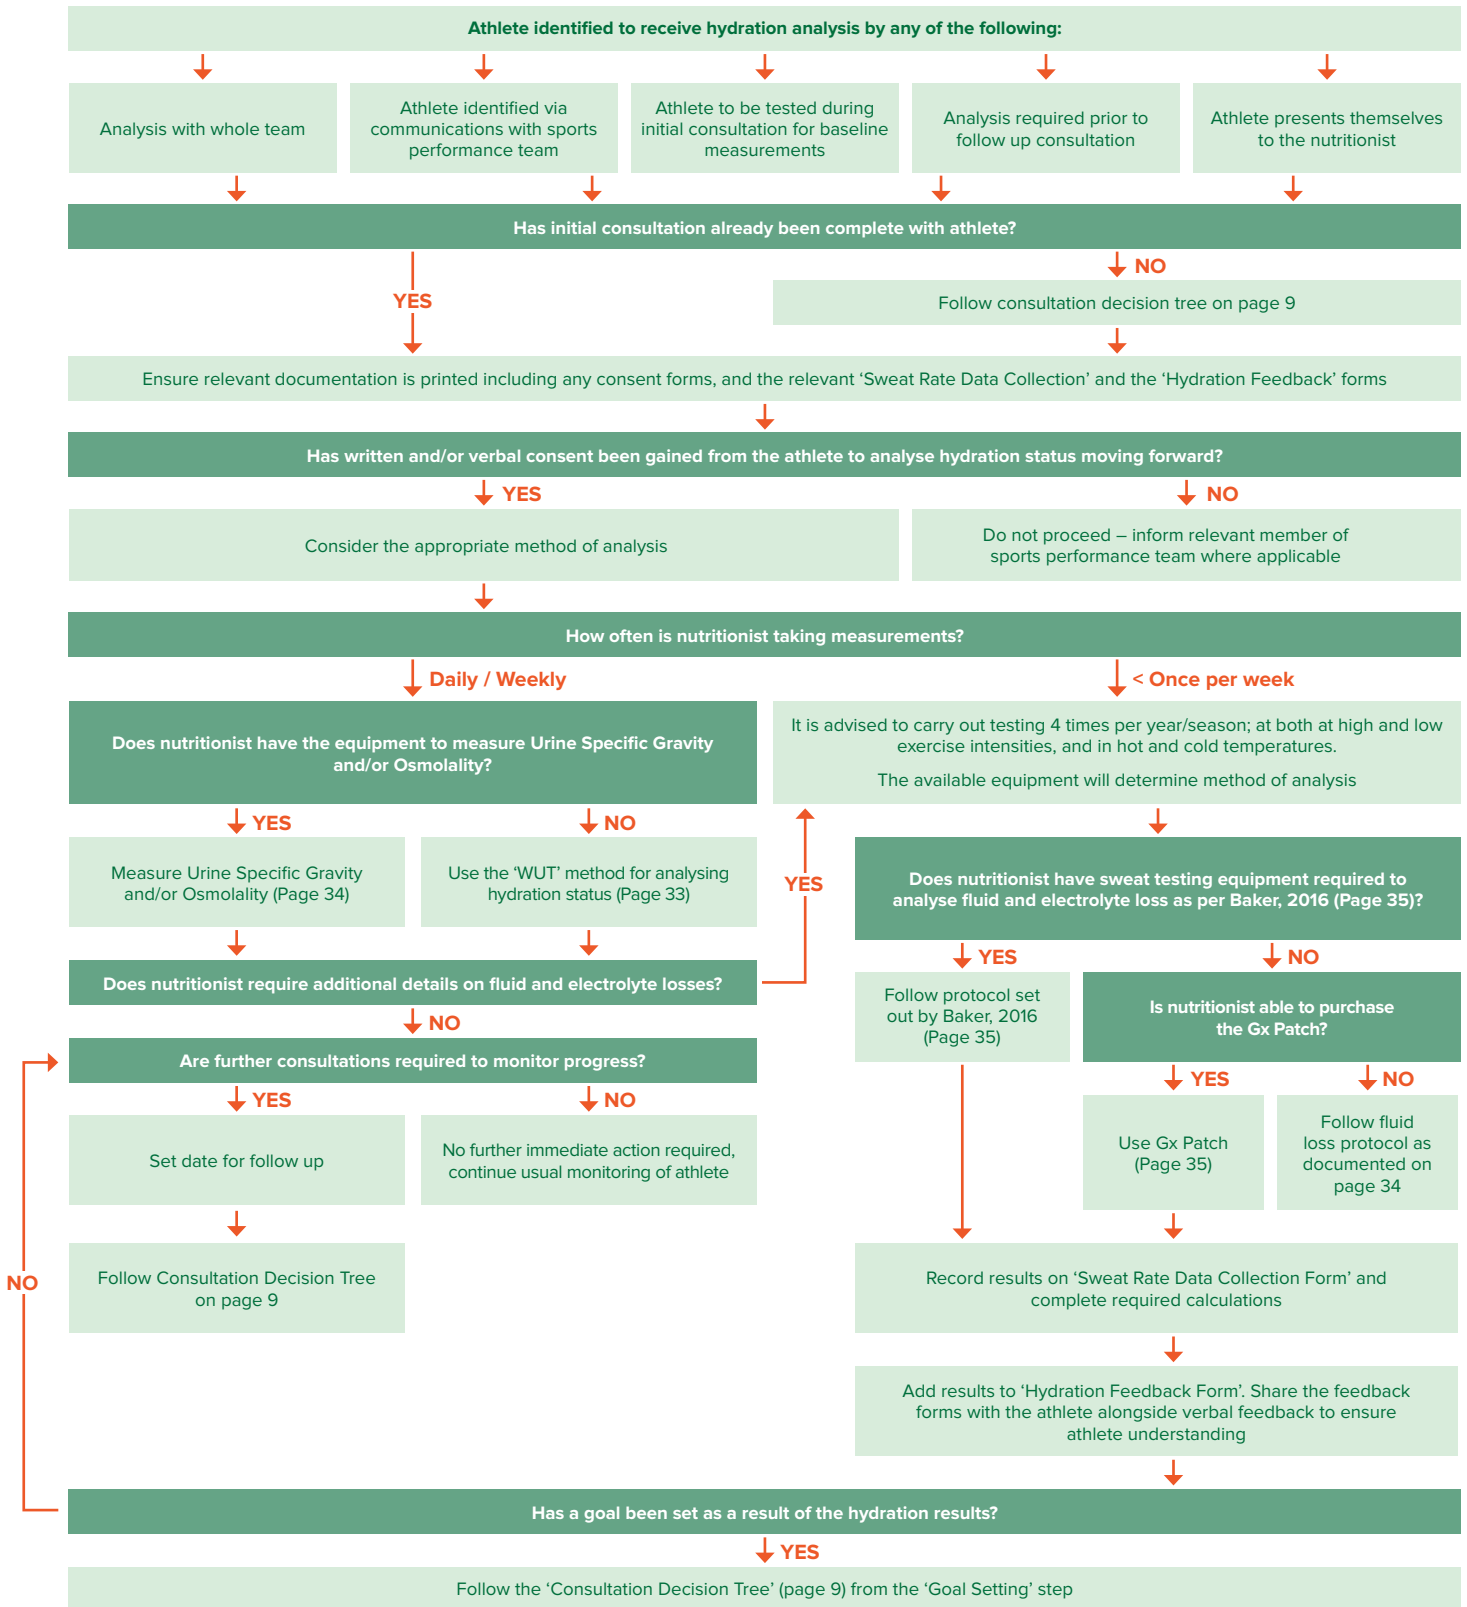 Athlete identified to receive hydration analysis by any of the following:
Analysis with whole team
Athlete identified via
communications with sports
performance team
Athlete to be tested during
initial consultation for baseline
measurements
Analysis required prior to
follow up consultation
Athlete presents themselves
to the nutritionist
Has initial consultation already been complete with athlete?
YES
NO
Follow consultation decision tree on page 9
Ensure relevant documentation is printed including any consent forms, and the relevant ‘Sweat Rate Data Collection’ and the ‘Hydration Feedback’ forms
Has written and/or verbal consent been gained from the athlete to analyse hydration status moving forward?
YES
NO
Consider the appropriate method of analysis
Do not proceed – inform relevant member of
sports performance team where applicable
How often is nutritionist taking measurements?
Daily / Weekly
< Once per week
Does nutritionist have the equipment to measure Urine Specific Gravity
and/or Osmolality?
It is advised to carry out testing 4 times per year/season; at both at high and low
exercise intensities, and in hot and cold temperatures.
The available equipment will determine method of analysis
YES
NO
Measure Urine Specific Gravity
and/or Osmolality (Page 34)
Use the ‘WUT’ method for analysing
hydration status (Page 33)
YES
Does nutritionist have sweat testing equipment required to
analyse fluid and electrolyte loss as per Baker, 2016 (Page 35)?
Does nutritionist require additional details on fluid and electrolyte losses?
NO
YES
NO
Follow protocol set
out by Baker, 2016
(Page 35)
Is nutritionist able to purchase
the Gx Patch?
Are further consultations required to monitor progress?
YES
NO
YES
NO
Set date for follow up
No further immediate action required,
continue usual monitoring of athlete
Use Gx Patch
(Page 35)
Follow fluid
loss protocol as
documented on
page 34
NO
Follow Consultation Decision Tree
on page 9
Record results on ‘Sweat Rate Data Collection Form’ and
complete required calculations
Add results to ‘Hydration Feedback Form’. Share the feedback
forms with the athlete alongside verbal feedback to ensure
athlete understanding
Has a goal been set as a result of the hydration results?
YES
Follow the ‘Consultation Decision Tree’ (page 9) from the ‘Goal Setting’ step